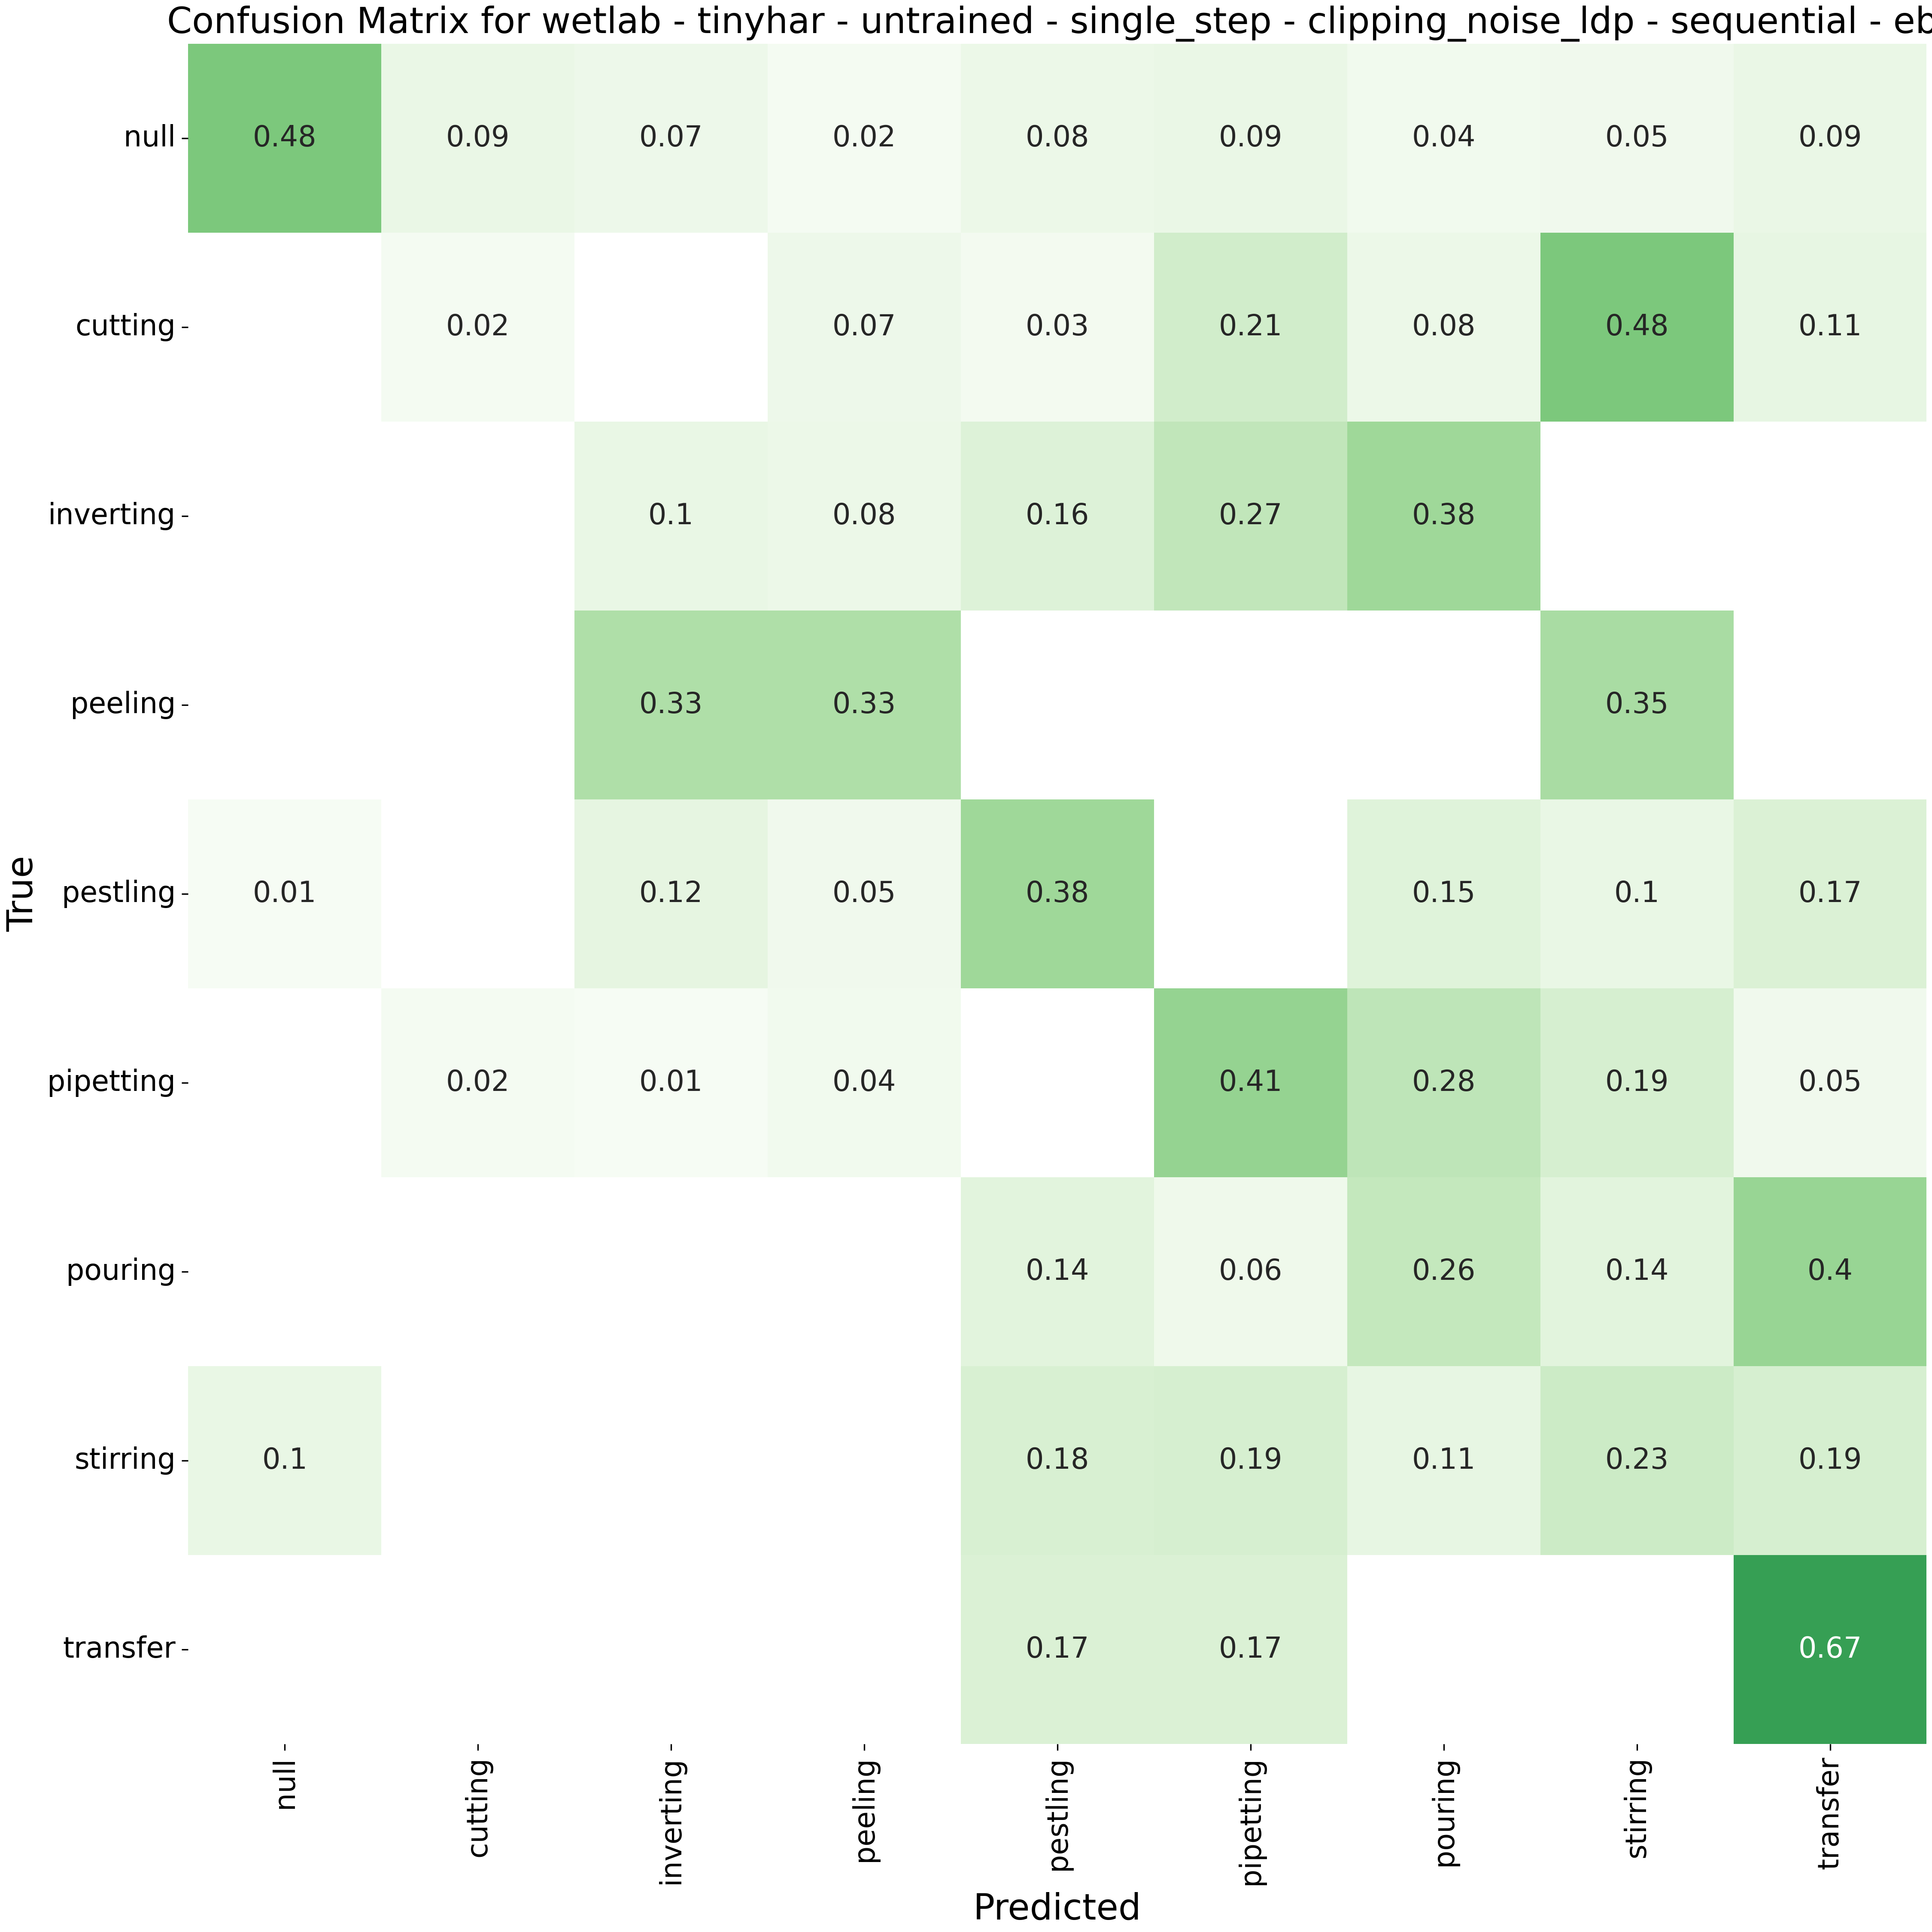 Confusion Matrix for wetlab - tinyhar - untrained - single_step - clipping_noise_ldp - sequential - eb
null 0.48 0.09 0.07 0.02 0.08 0.09 0.04 0.05 0.09
cutting 0.02 0.07 0.03 0.21 0.08 0.48 0.11
inverting 0.1 0.08 0.16 0.27 0.38
peeling 0.33 0.33 0.35
pestling 0.01 0.12 0.05 0.38 0.15 0.1 0.17
pipetting 0.02 0.01 0.04 0.41 0.28 0.19 0.05
pouring 0.14 0.06 0.26 0.14 0.4
stirring 0.1 0.18 0.19 0.11 0.23 0.19
transfer 0.17 0.17 0.67
True
null cutting inverting peeling pestling pipetting pouring stirring transfer
Predicted